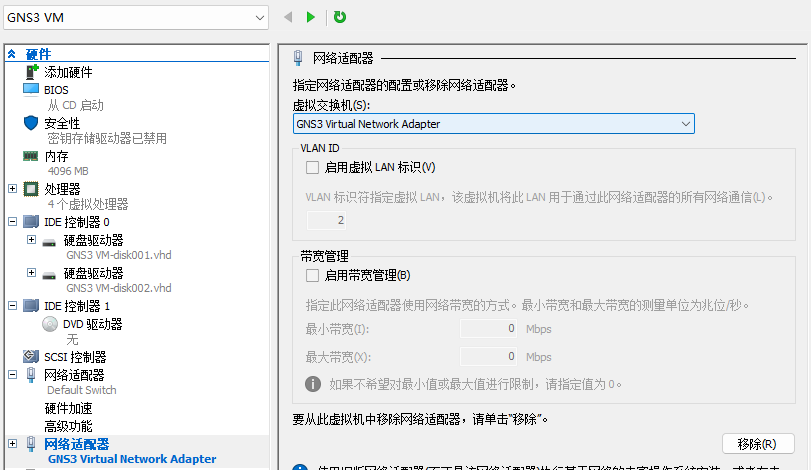 GNS3 VM
硬件
添加硬件
BIOS
从 CD 启动
安全性
密钥存储驱动器已禁用
内存
4096 MB
处理器
4 个虚拟处理器
IDE 控制器 0
硬盘驱动器
GNS3 VM-disk001.vhd
硬盘驱动器
GNS3 VM-disk002.vhd
IDE 控制器 1
DVD 驱动器
无
SCSI 控制器
网络适配器
Default Switch
硬件加速
高级功能
网络适配器
GNS3 Virtual Network Adapter
网络适配器
指定网络适配器的配置或移除网络适配器。
虚拟交换机(S):
GNS3 Virtual Network Adapter
VLAN ID
启用虚拟 LAN 标识(V)
VLAN 标识符指定虚拟 LAN，该虚拟机将此 LAN 用于通过此网络适配器的所有网络通信(L)。
2
带宽管理
启用带宽管理(B)
指定此网络适配器使用网络带宽的方式。最小带宽和最大带宽的测量单位为兆位/秒。
最小带宽(I): 0 Mbps
最大带宽(X): 0 Mbps
如果不希望对最小值或最大值进行限制，请指定值为 0。
要从此虚拟机中移除网络适配器，请单击“移除”。
移除(R)